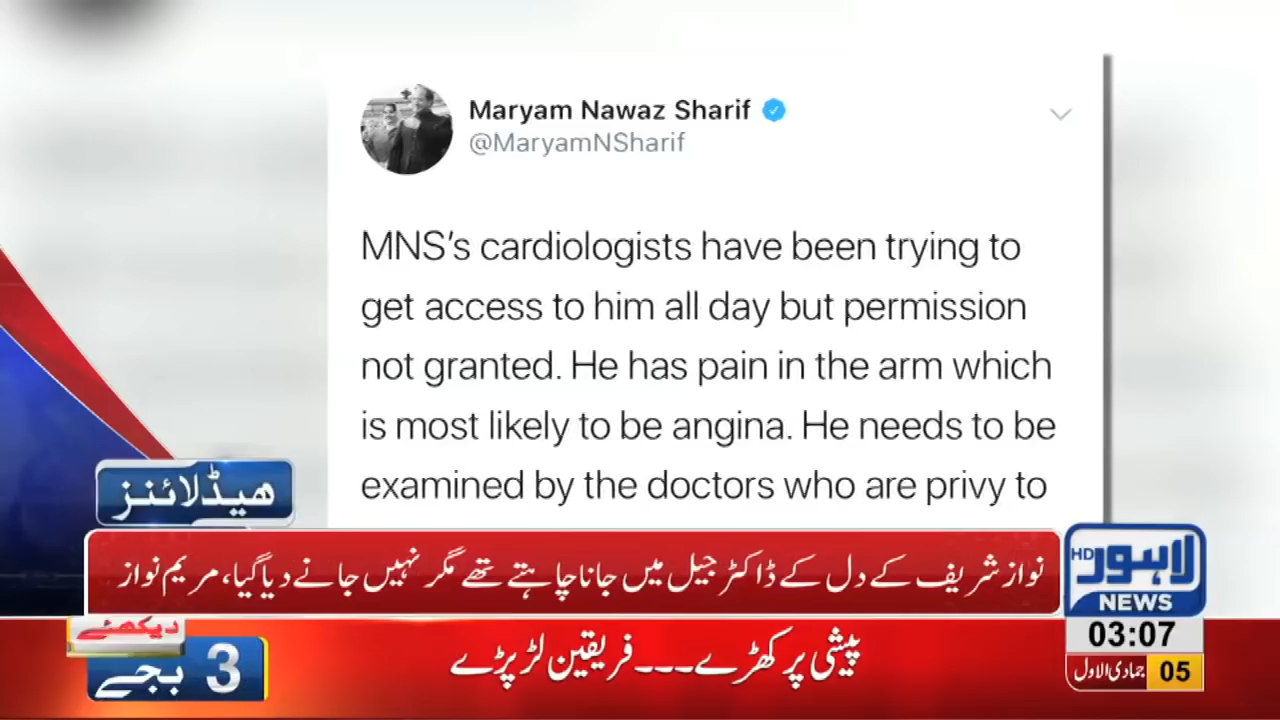 Maryam Nawaz Sharif
@MaryamNSharif
MNS's cardiologists have been trying to
get access to him all day but permission
not granted. He has pain in the arm which
is most likely to be angina. He needs to be
examined by the doctors who are privy to
ھیڈلائنز
نواز شریف کے دل کے ڈاکٹر جیل میں جانا چاہتے تھے مگر نہیں جانے دیا گیا، مریم نواز
HD لاہور
NEWS
03:07
05 جمادی الاول
دیکھئے
3 بجے
پیشی پر کھڑے۔۔۔فریقین لڑ پڑے